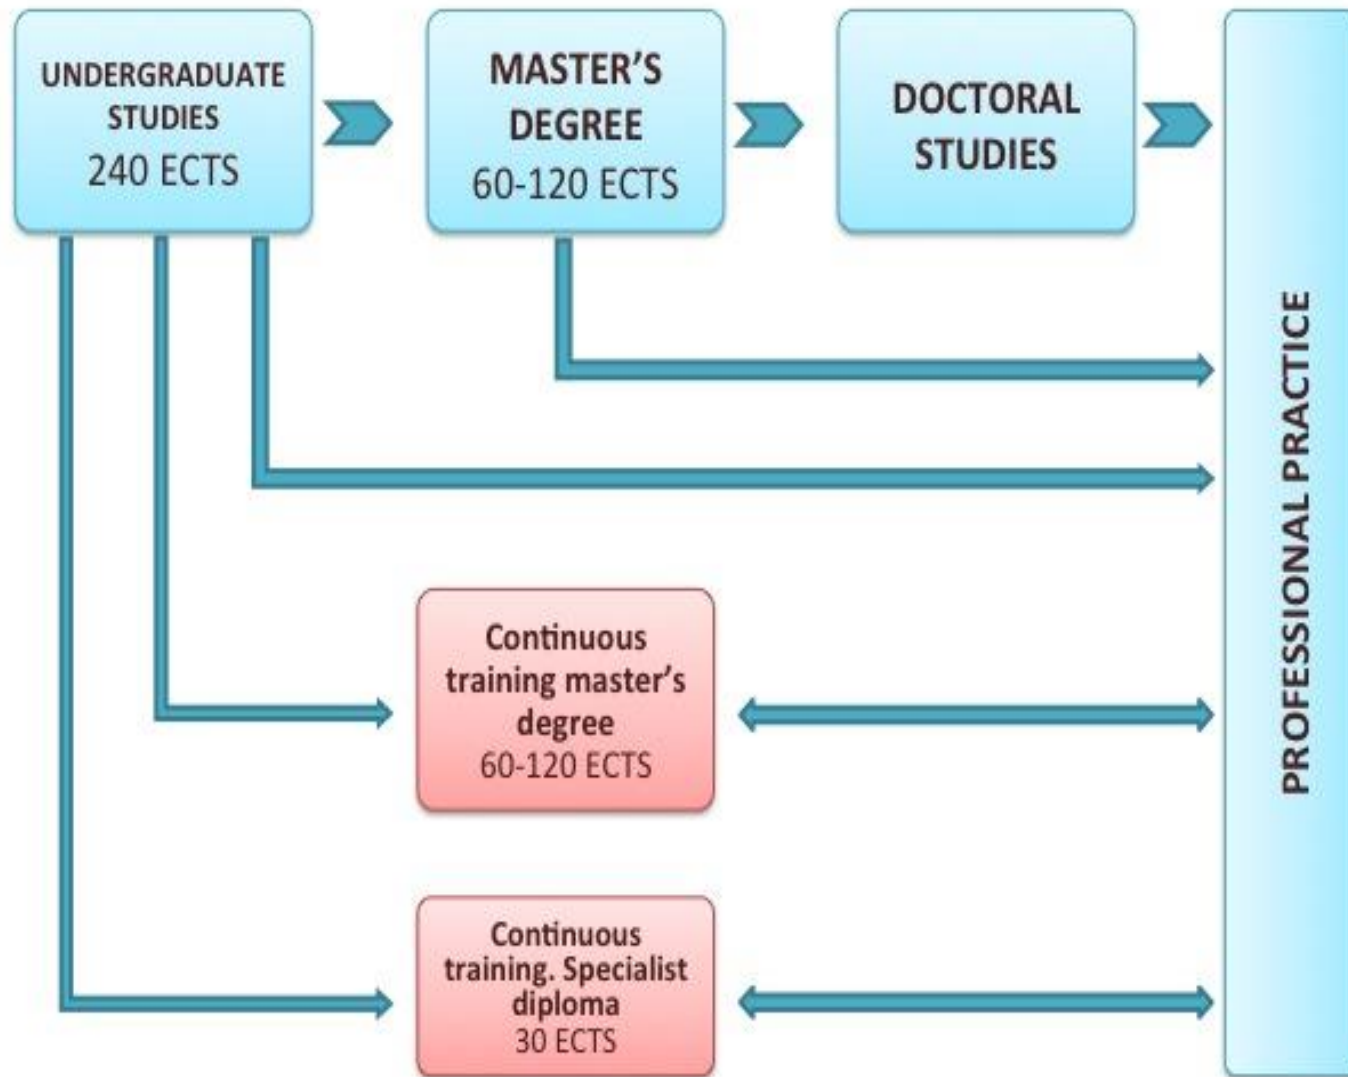 UNDERGRADUATE
STUDIES
240 ECTS
MASTER’S
DEGREE
60-120 ECTS
DOCTORAL
STUDIES
PROFESSIONAL PRACTICE
Continuous
training master’s
degree
60-120 ECTS
Continuous
training. Specialist
diploma
30 ECTS